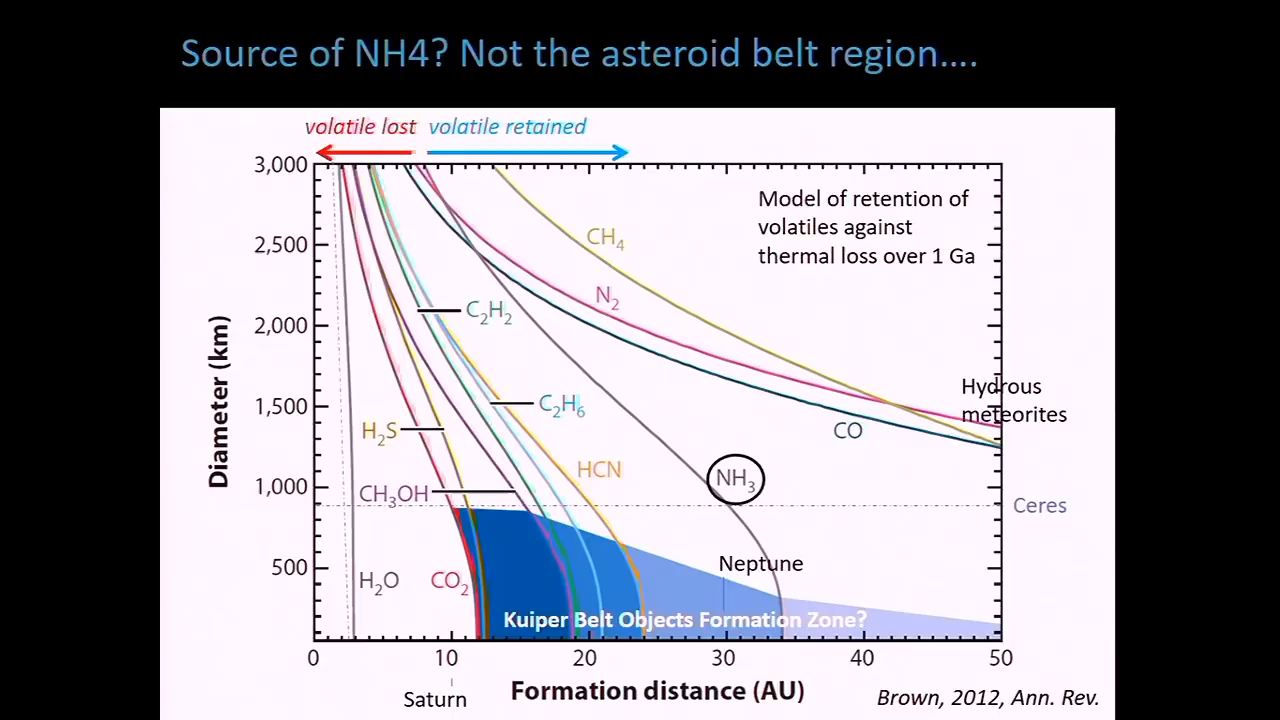 Source of NH4? Not the asteroid belt region....
volatile lost
volatile retained
3,000
2,500
2,000
1,500
1,000
500
Diameter (km)
Model of retention of
volatiles against
thermal loss over 1 Ga
CH₄
N₂
C₂H₂
C₂H₆
Hydrous
meteorites
H₂S
CO
HCN
NH₃
CH₃OH
Ceres
Neptune
H₂O
CO₂
Kuiper Belt Objects Formation Zone?
0
10
20
30
40
50
Saturn
Formation distance (AU)
Brown, 2012, Ann. Rev.